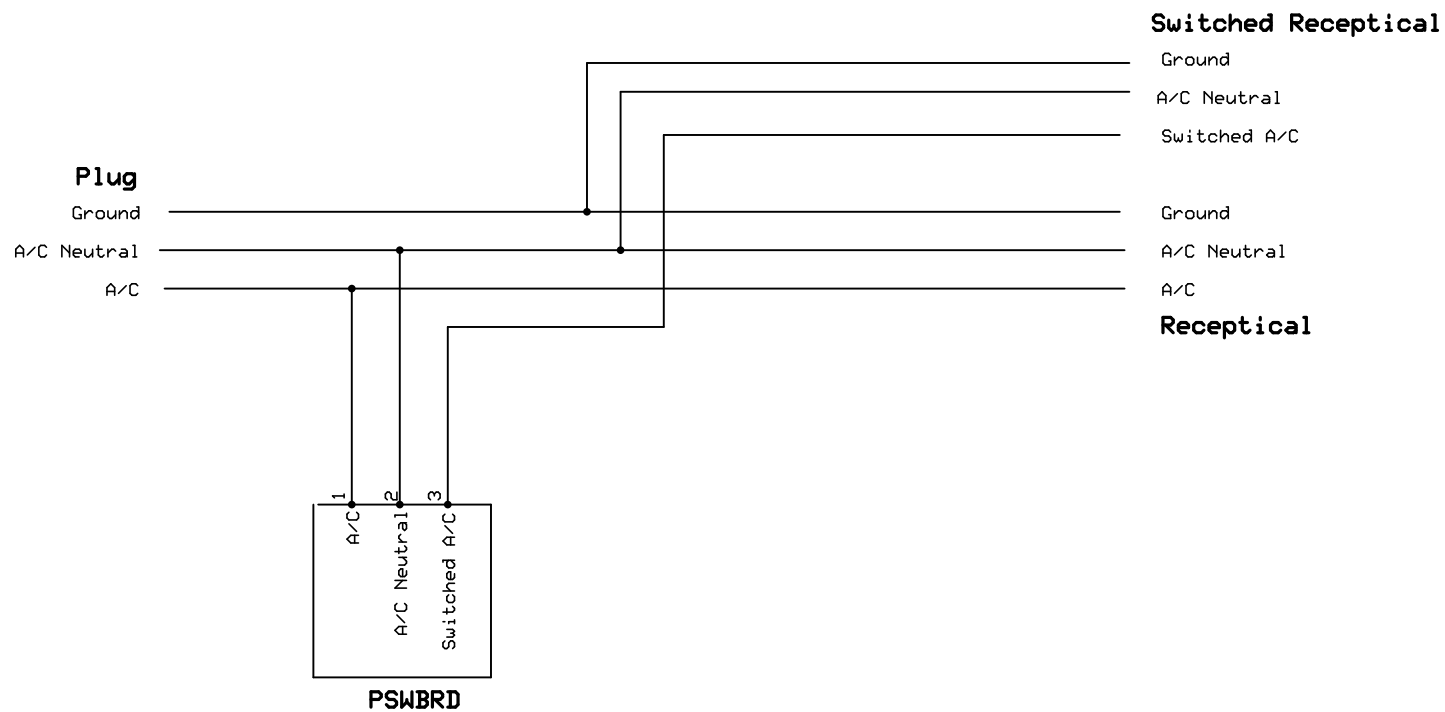 Switched Receptical
Ground
A/C Neutral
Switched A/C
Plug
Ground
A/C Neutral
A/C
Ground
A/C Neutral
A/C
Receptical
1
2
3
A/C
A/C Neutral
Switched A/C
PSWBRD